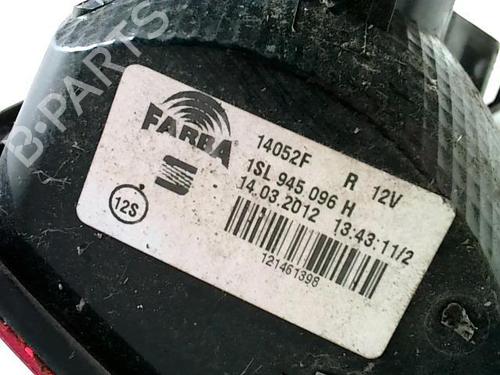 B-PARTS
FARBA
14052F R 12V
1SL 945 096 H
14.03.2012 13:43:11/2
12S
121461398